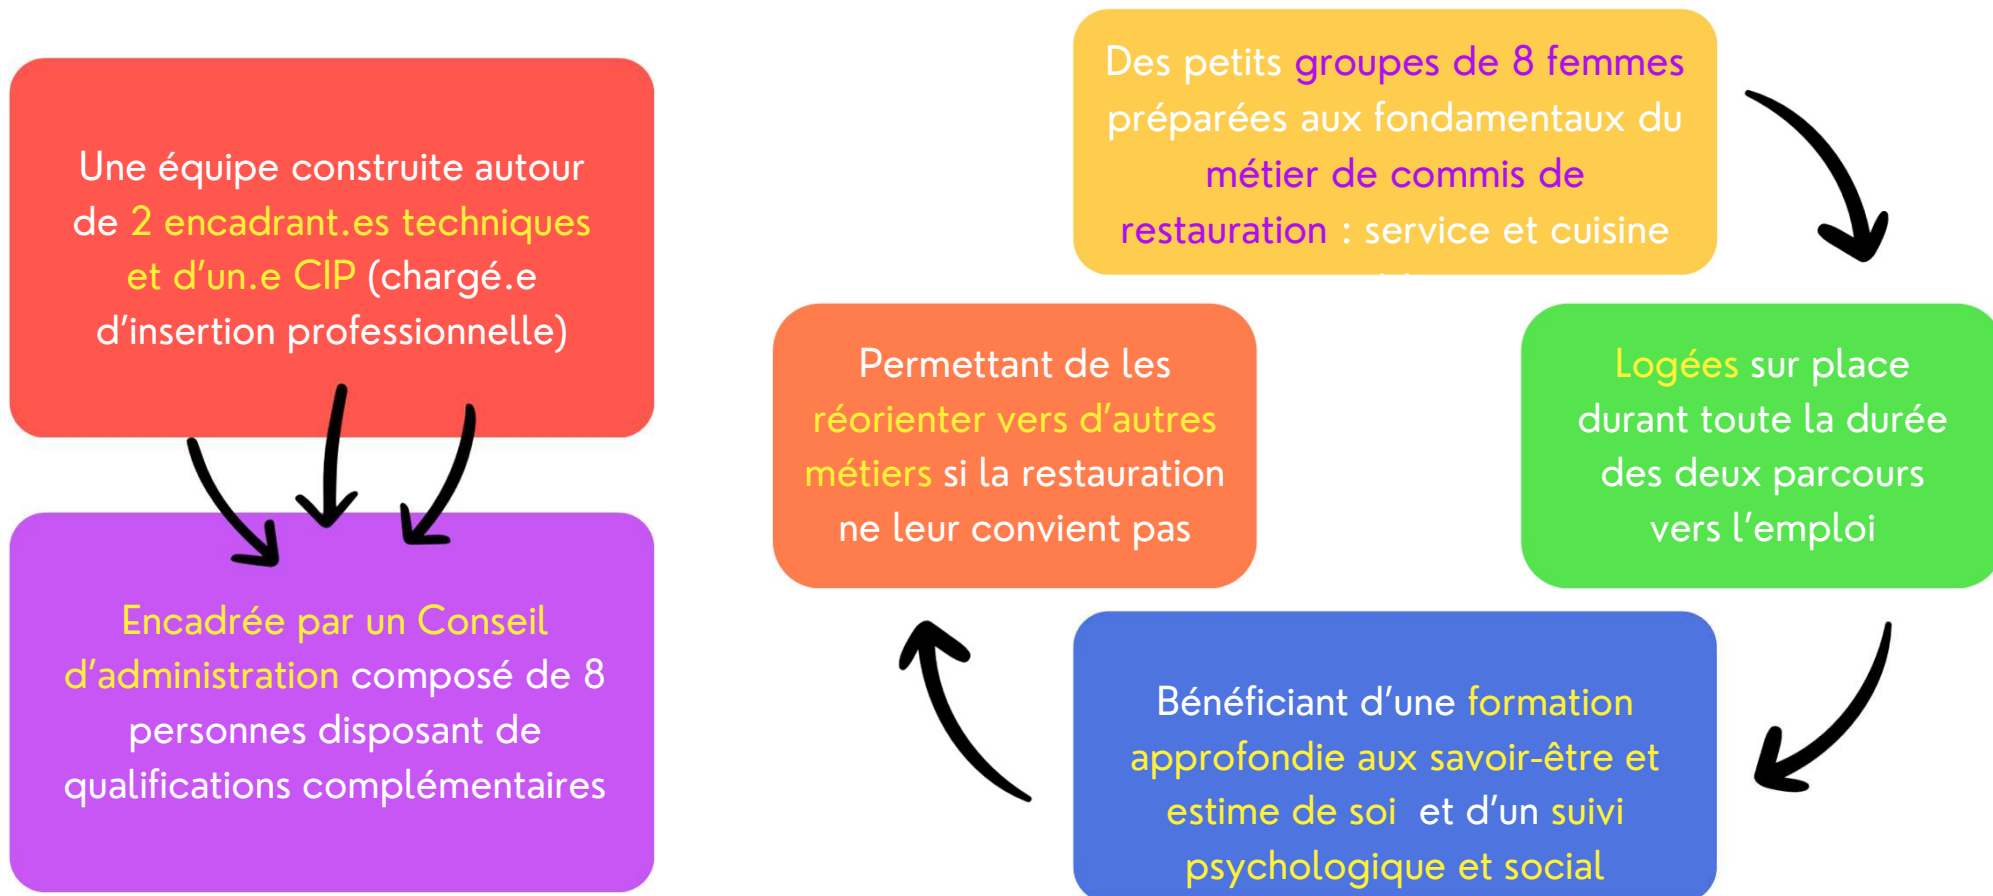 Une équipe construite autour
de 2 encadrant.es techniques
et d'un.e CIP (chargé.e
d'insertion professionnelle)
Encadrée par un Conseil
d'administration composé de 8
personnes disposant de
qualifications complémentaires
Des petits groupes de 8 femmes
préparées aux fondamentaux du
métier de commis de
restauration : service et cuisine
Logées sur place
durant toute la durée
des deux parcours
vers l'emploi
Bénéficiant d'une formation
approfondie aux savoir-être et
estime de soi et d'un suivi
psychologique et social
Permettant de les
réorienter vers d'autres
métiers si la restauration
ne leur convient pas